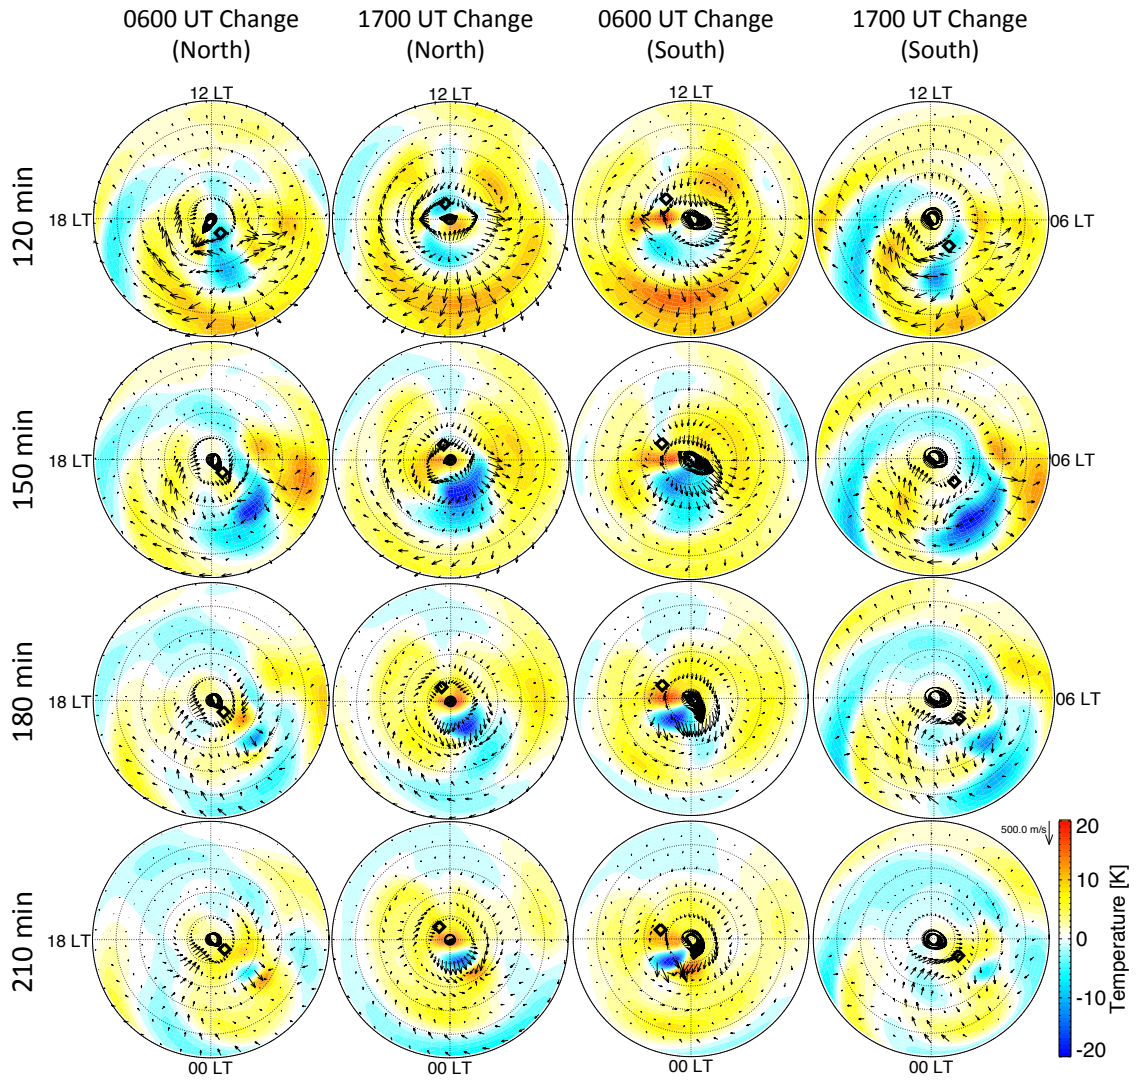 0600 UT Change
(North)
1700 UT Change
(North)
0600 UT Change
(South)
1700 UT Change
(South)
12 LT
12 LT
12 LT
12 LT
120 min
18 LT
06 LT
150 min
18 LT
06 LT
180 min
18 LT
06 LT
210 min
18 LT
00 LT
00 LT
00 LT
00 LT
500.0 m/s
20
10
0
-10
-20
Temperature [K]